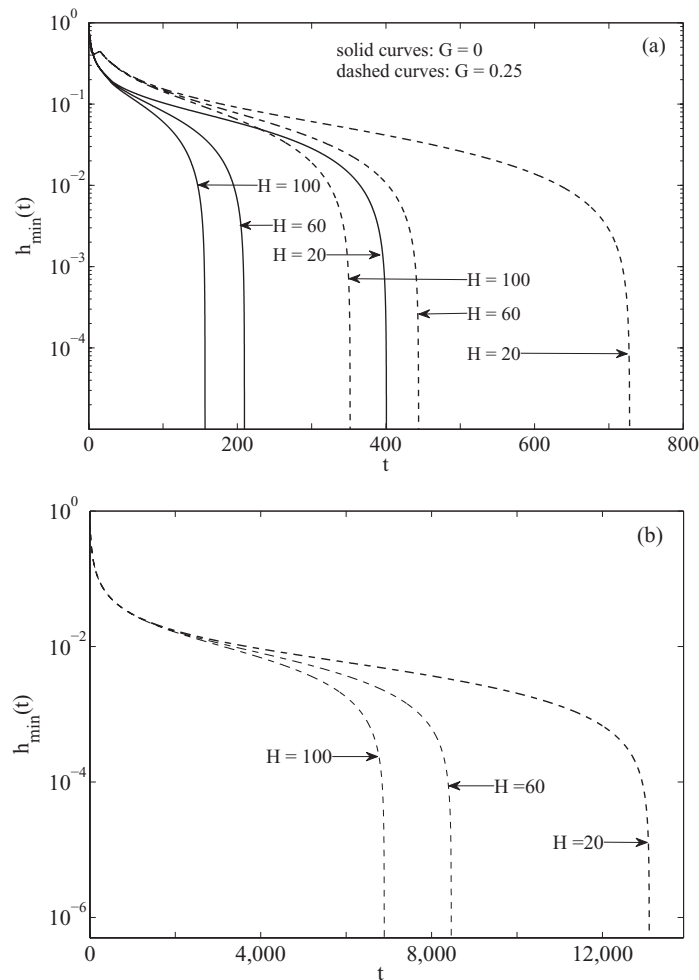 (a)
solid curves: G = 0
dashed curves: G = 0.25
10^0
10^−1
10^−2
10^−3
10^−4
h_min(t)
H = 100
H = 60
H = 20
H = 100
H = 60
H = 20
0 200 400 600 800
t
(b)
10^0
10^−2
10^−4
10^−6
h_min(t)
H = 100
H =60
H =20
0 4,000 8,000 12,000
t